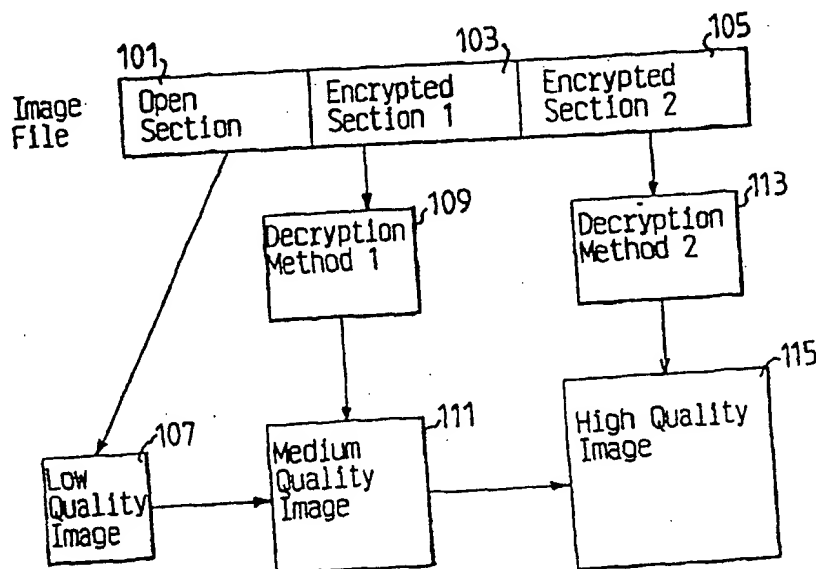 101
103
105
Image
File
Open
Section
Encrypted
Section 1
Encrypted
Section 2
109
113
Decryption
Method 1
Decryption
Method 2
107
111
115
Low
Quality
Image
Medium
Quality
Image
High Quality
Image